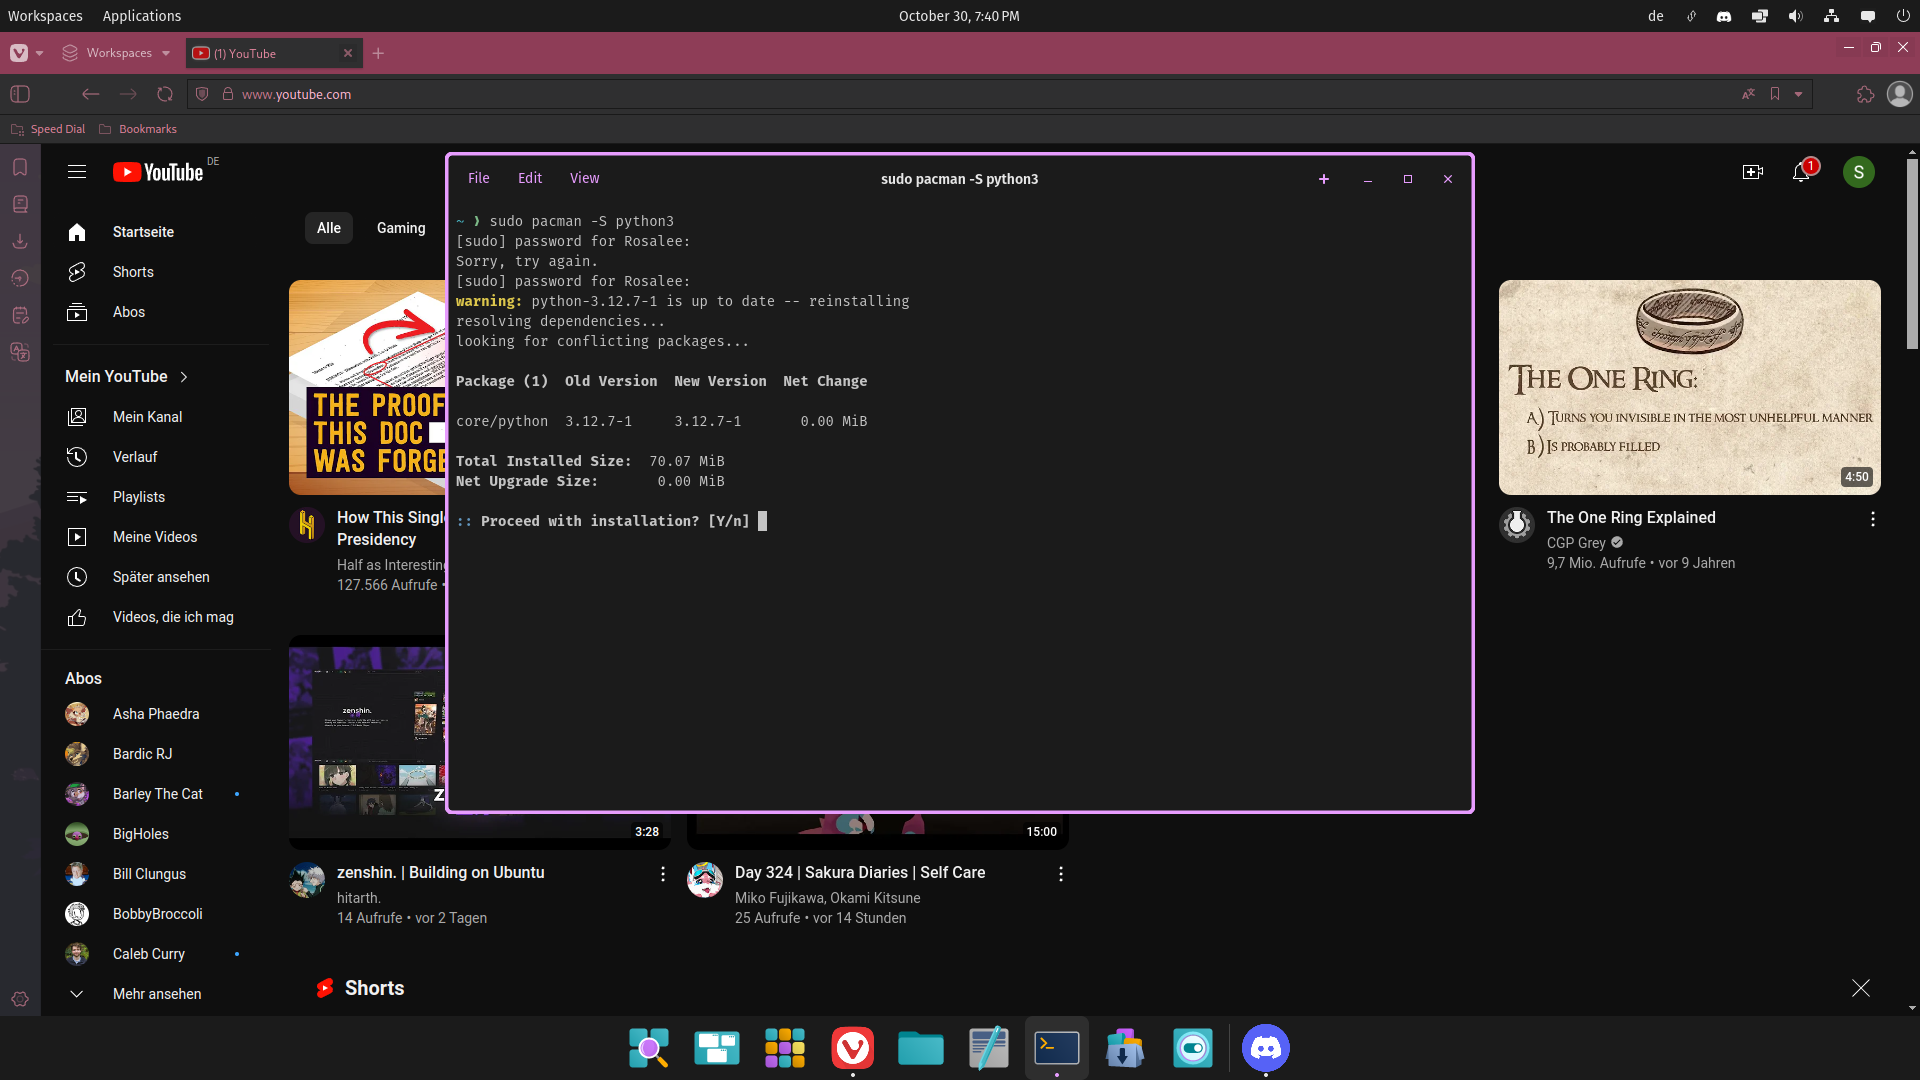 Workspaces Applications October 30, 7:40 PM de
Workspaces (1) YouTube
www.youtube.com
Speed Dial Bookmarks
YouTube DE
1
S
Startseite
Shorts
Abos
Mein YouTube
Mein Kanal
Verlauf
Playlists
Meine Videos
Später ansehen
Videos, die ich mag
Abos
Asha Phaedra
Bardic RJ
Barley The Cat
BigHoles
Bill Clungus
BobbyBroccoli
Caleb Curry
Mehr ansehen
Alle Gaming
THE PROOF
THIS DOC
WAS FORGE
How This Singl
Presidency
Half as Interesting
127.566 Aufrufe •
File Edit View sudo pacman -S python3
~ ❯ sudo pacman -S python3
[sudo] password for Rosalee:
Sorry, try again.
[sudo] password for Rosalee:
warning: python-3.12.7-1 is up to date -- reinstalling
resolving dependencies...
looking for conflicting packages...
Package (1) Old Version New Version Net Change
core/python 3.12.7-1 3.12.7-1 0.00 MiB
Total Installed Size: 70.07 MiB
Net Upgrade Size: 0.00 MiB
:: Proceed with installation? [Y/n]
THE ONE RING:
A) TURNS YOU INVISIBLE IN THE MOST UNHELPFUL MANNER
B) IS PROBABLY FILLED
4:50
The One Ring Explained
CGP Grey
9,7 Mio. Aufrufe • vor 9 Jahren
zenshin.
Z
3:28
zenshin. | Building on Ubuntu
hitarth.
14 Aufrufe • vor 2 Tagen
15:00
Day 324 | Sakura Diaries | Self Care
Miko Fujikawa, Okami Kitsune
25 Aufrufe • vor 14 Stunden
Shorts